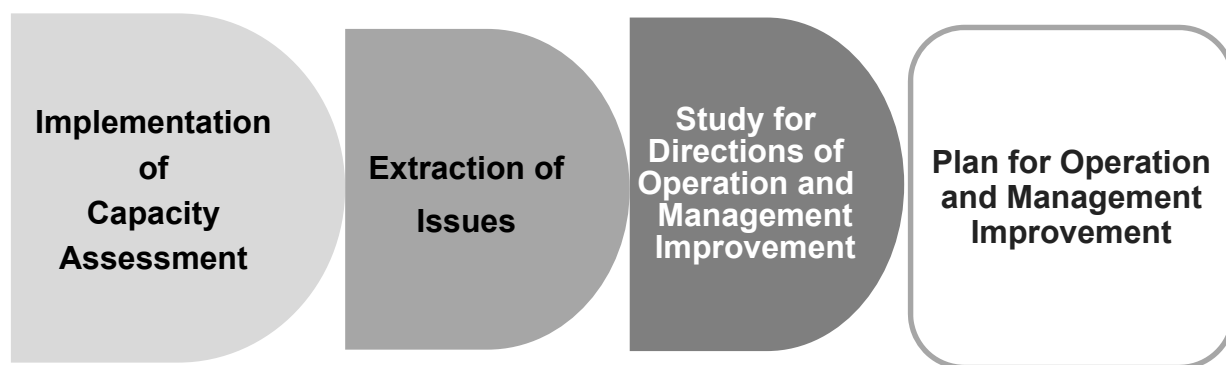 Implementation
of
Capacity
Assessment
Extraction of
Issues
Study for
Directions of
Operation and
Management
Improvement
Plan for Operation
and Management
Improvement